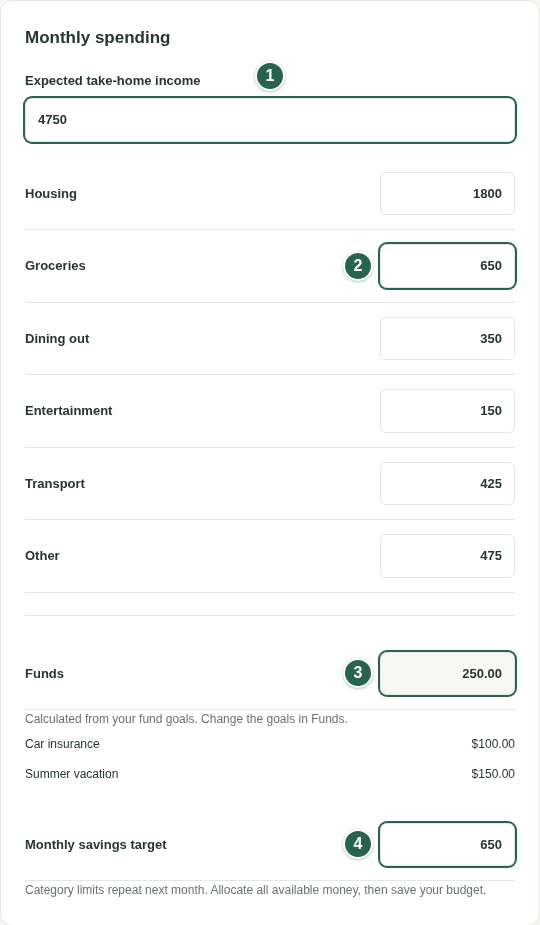 Monthly spending
Expected take-home income 1
4750
Housing 1800
Groceries 2 650
Dining out 350
Entertainment 150
Transport 425
Other 475
Funds 3 250.00
Calculated from your fund goals. Change the goals in Funds.
Car insurance $100.00
Summer vacation $150.00
Monthly savings target 4 650
Category limits repeat next month. Allocate all available money, then save your budget.